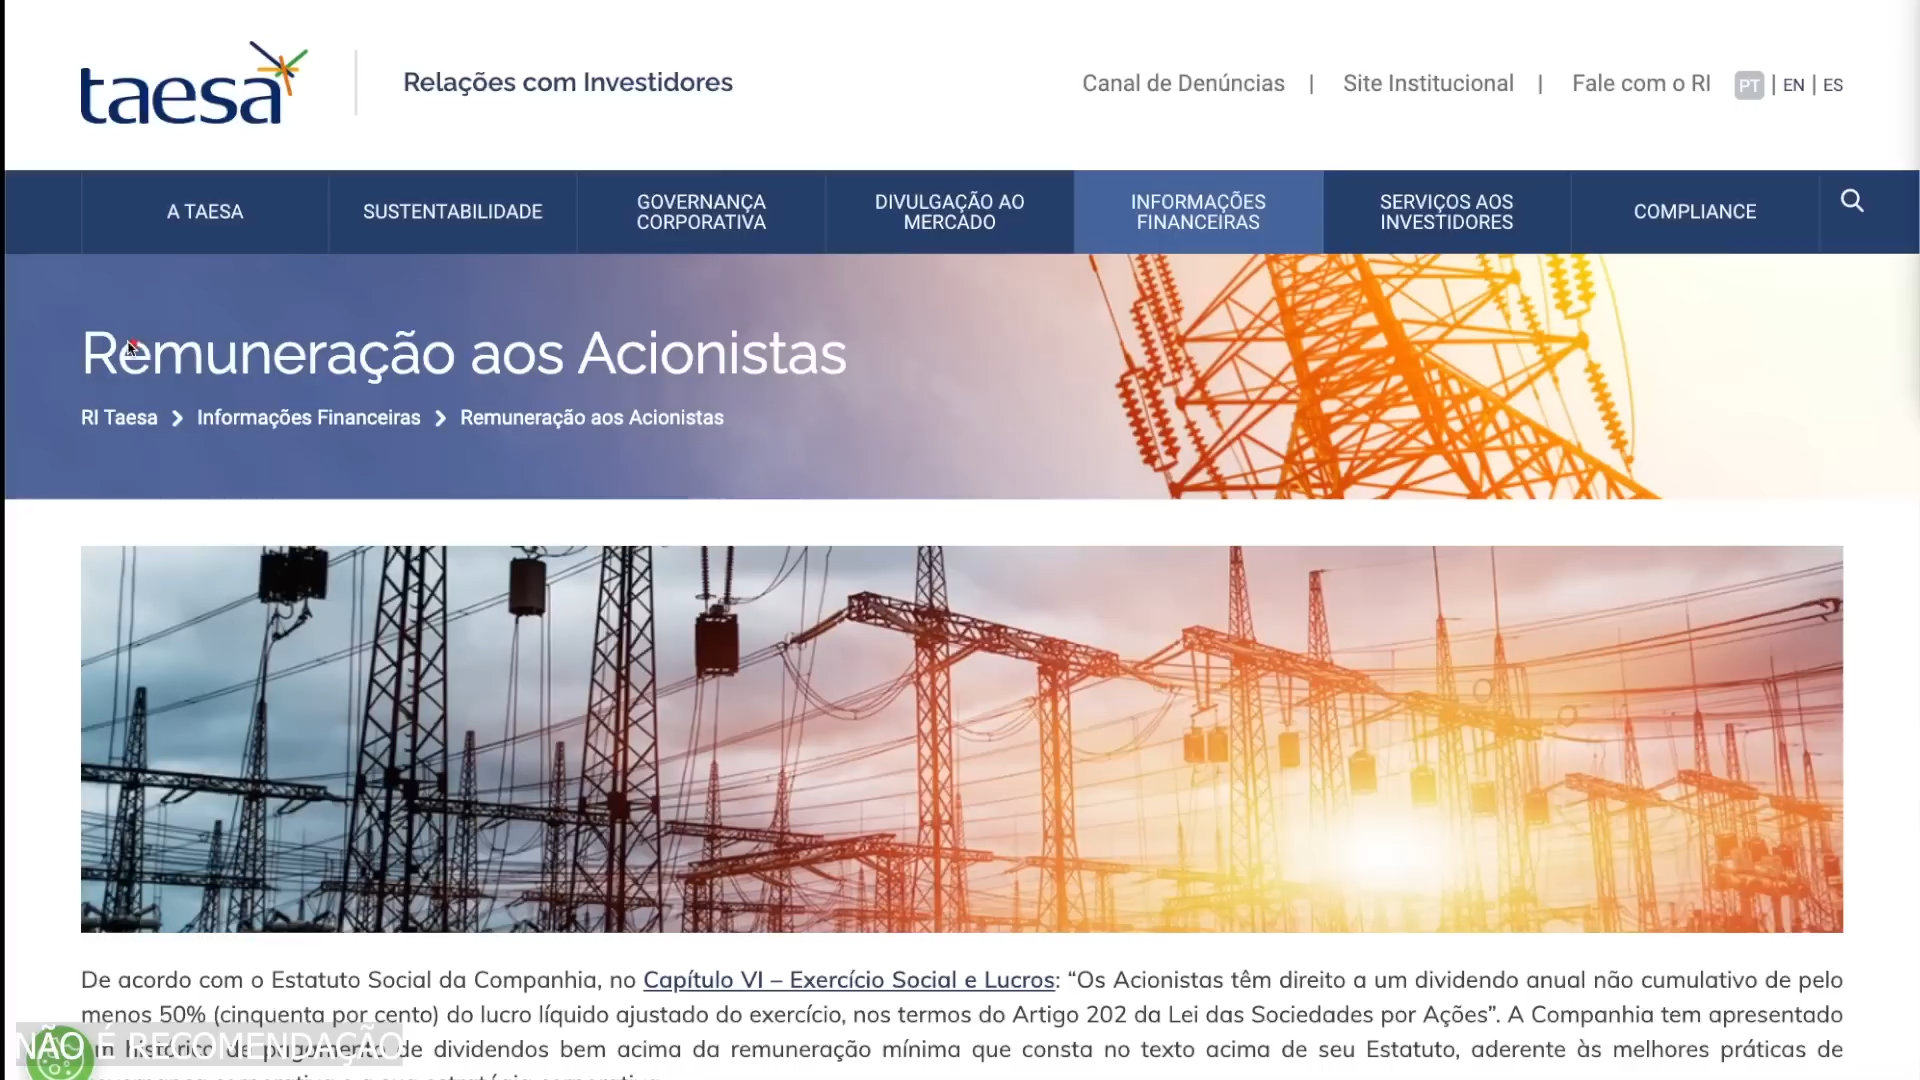 taesa
Relações com Investidores
Canal de Denúncias | Site Institucional | Fale com o RI PT | EN | ES
A TAESA
SUSTENTABILIDADE
GOVERNANÇA
CORPORATIVA
DIVULGAÇÃO AO
MERCADO
INFORMAÇÕES
FINANCEIRAS
SERVIÇOS AOS
INVESTIDORES
COMPLIANCE
Remuneração aos Acionistas
RI Taesa > Informações Financeiras > Remuneração aos Acionistas
De acordo com o Estatuto Social da Companhia, no Capítulo VI – Exercício Social e Lucros: “Os Acionistas têm direito a um dividendo anual não cumulativo de pelo
menos 50% (cinquenta por cento) do lucro líquido ajustado do exercício, nos termos do Artigo 202 da Lei das Sociedades por Ações”. A Companhia tem apresentado
histórico de pagamento de dividendos bem acima da remuneração mínima que consta no texto acima de seu Estatuto, aderente às melhores práticas de
NÃO É RECOMENDAÇÃO